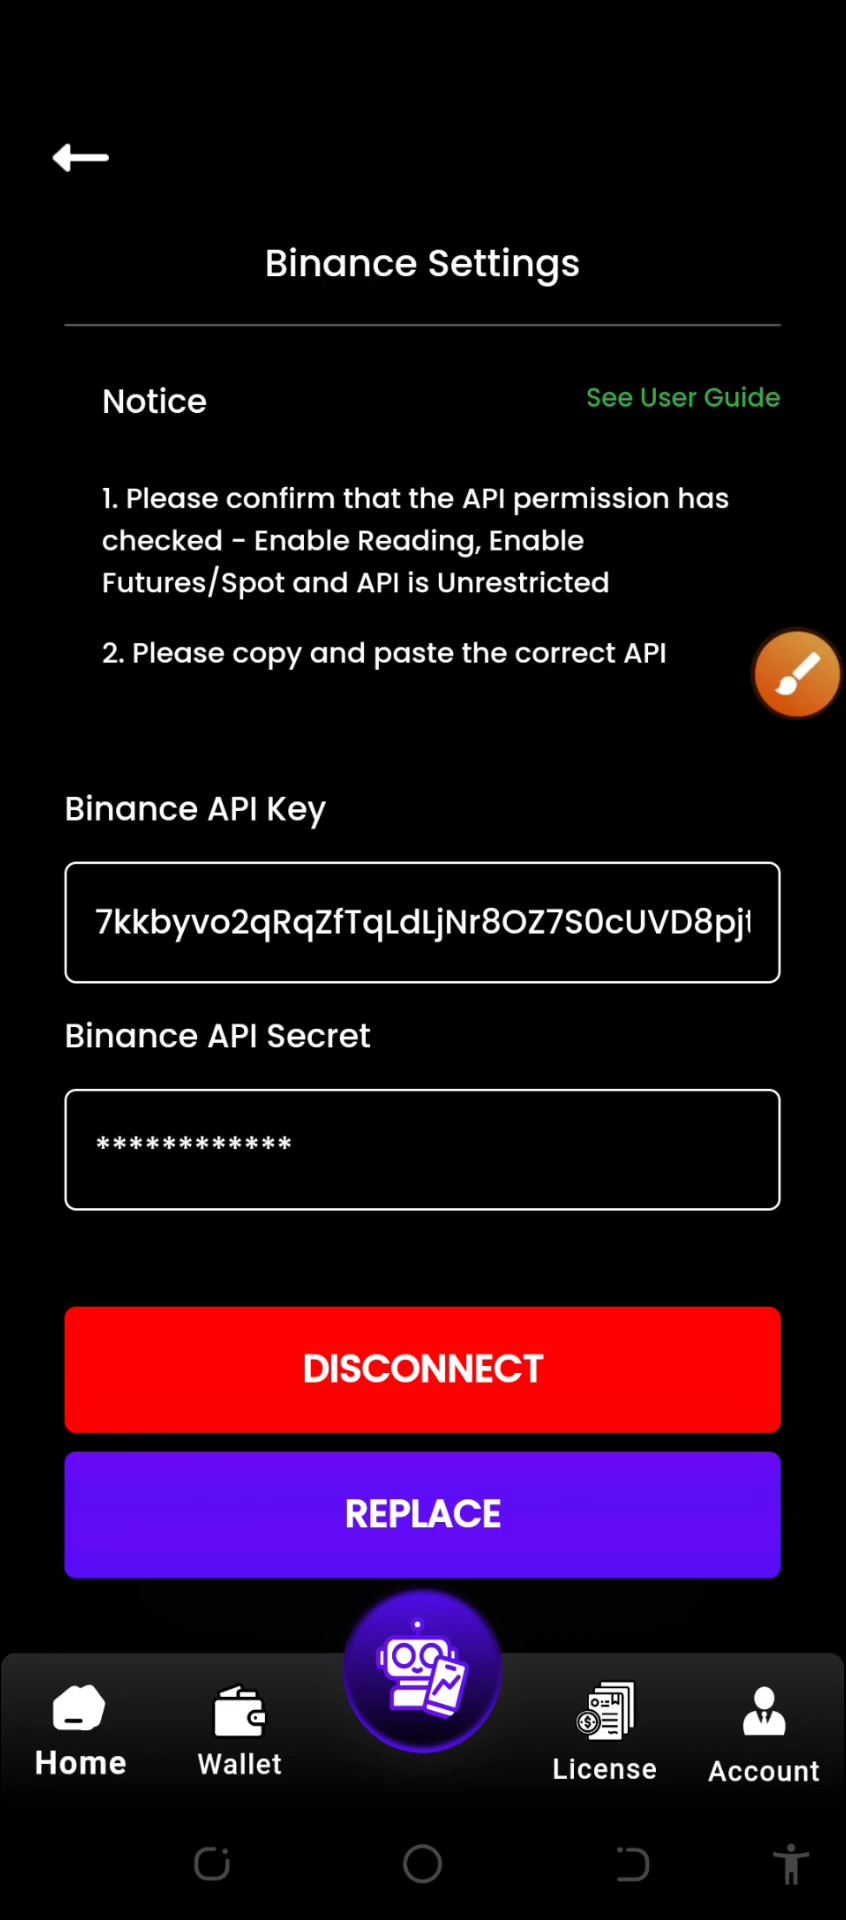 Binance Settings
Notice
See User Guide
1. Please confirm that the API permission has
checked - Enable Reading, Enable
Futures/Spot and API is Unrestricted
2. Please copy and paste the correct API
Binance API Key
7kkbyvo2qRqZfTqLdLjNr8OZ7S0cUVD8pjt
Binance API Secret
************
DISCONNECT
REPLACE
Home
Wallet
License
Account